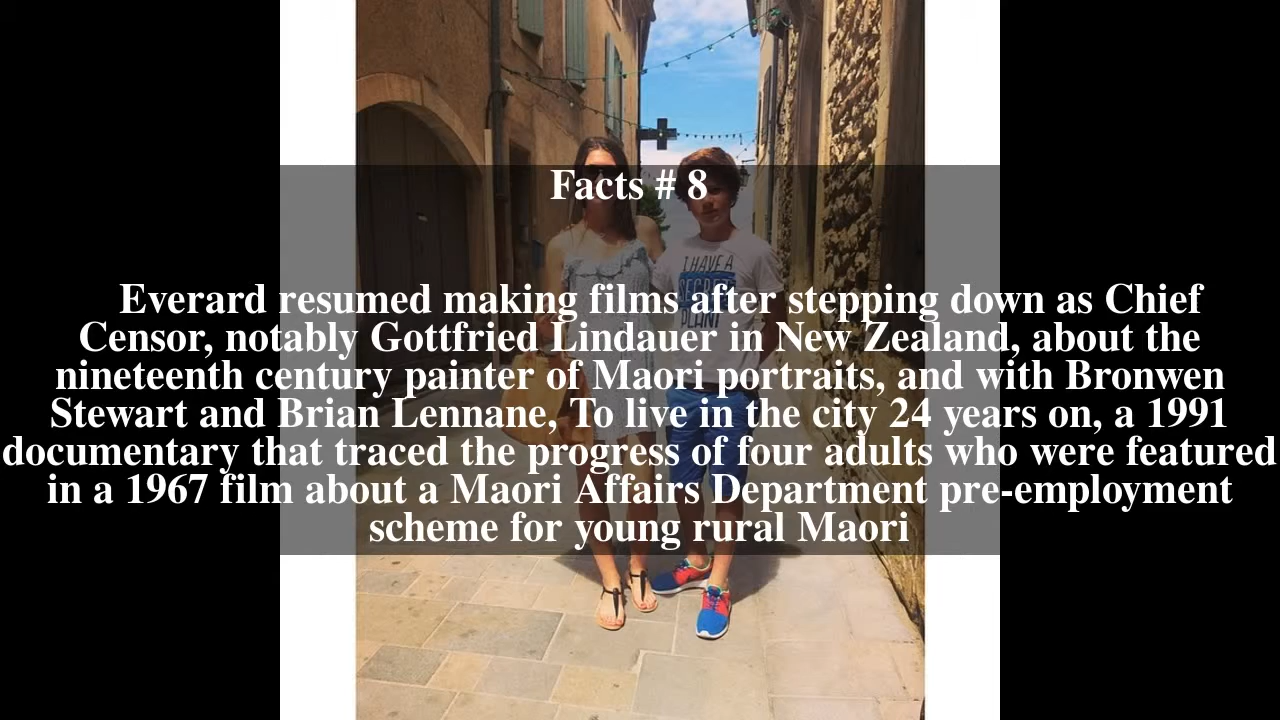 Facts # 8
Everard resumed making films after stepping down as Chief
Censor, notably Gottfried Lindauer in New Zealand, about the
nineteenth century painter of Maori portraits, and with Bronwen
Stewart and Brian Lennane, To live in the city 24 years on, a 1991
documentary that traced the progress of four adults who were featured
in a 1967 film about a Maori Affairs Department pre-employment
scheme for young rural Maori
I HAVE A
SECRET
PLANT